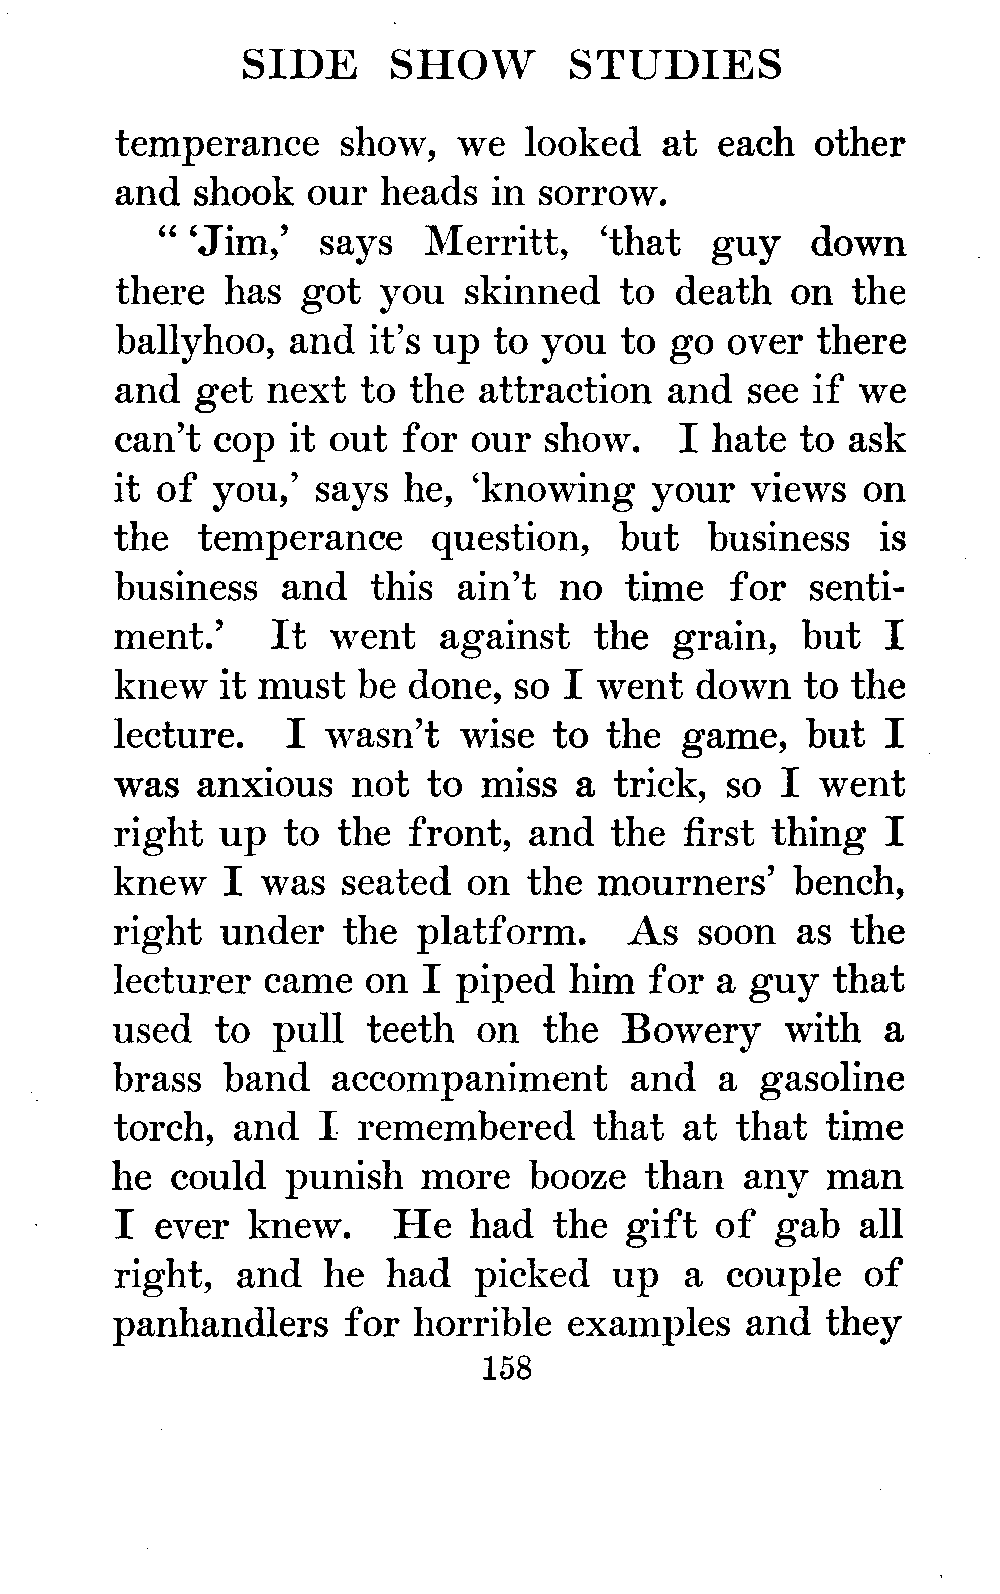 SIDE SHOW STUDIES
temperance show, we looked at each other
and shook our heads in sorrow.
“ ‘Jim,’ says Merritt, ‘that guy down
there has got you skinned to death on the
ballyhoo, and it’s up to you to go over there
and get next to the attraction and see if we
can’t cop it out for our show. I hate to ask
it of you,’ says he, ‘knowing your views on
the temperance question, but business is
business and this ain’t no time for senti-
ment.’ It went against the grain, but I
knew it must be done, so I went down to the
lecture. I wasn’t wise to the game, but I
was anxious not to miss a trick, so I went
right up to the front, and the first thing I
knew I was seated on the mourners’ bench,
right under the platform. As soon as the
lecturer came on I piped him for a guy that
used to pull teeth on the Bowery with a
brass band accompaniment and a gasoline
torch, and I remembered that at that time
he could punish more booze than any man
I ever knew. He had the gift of gab all
right, and he had picked up a couple of
panhandlers for horrible examples and they
158